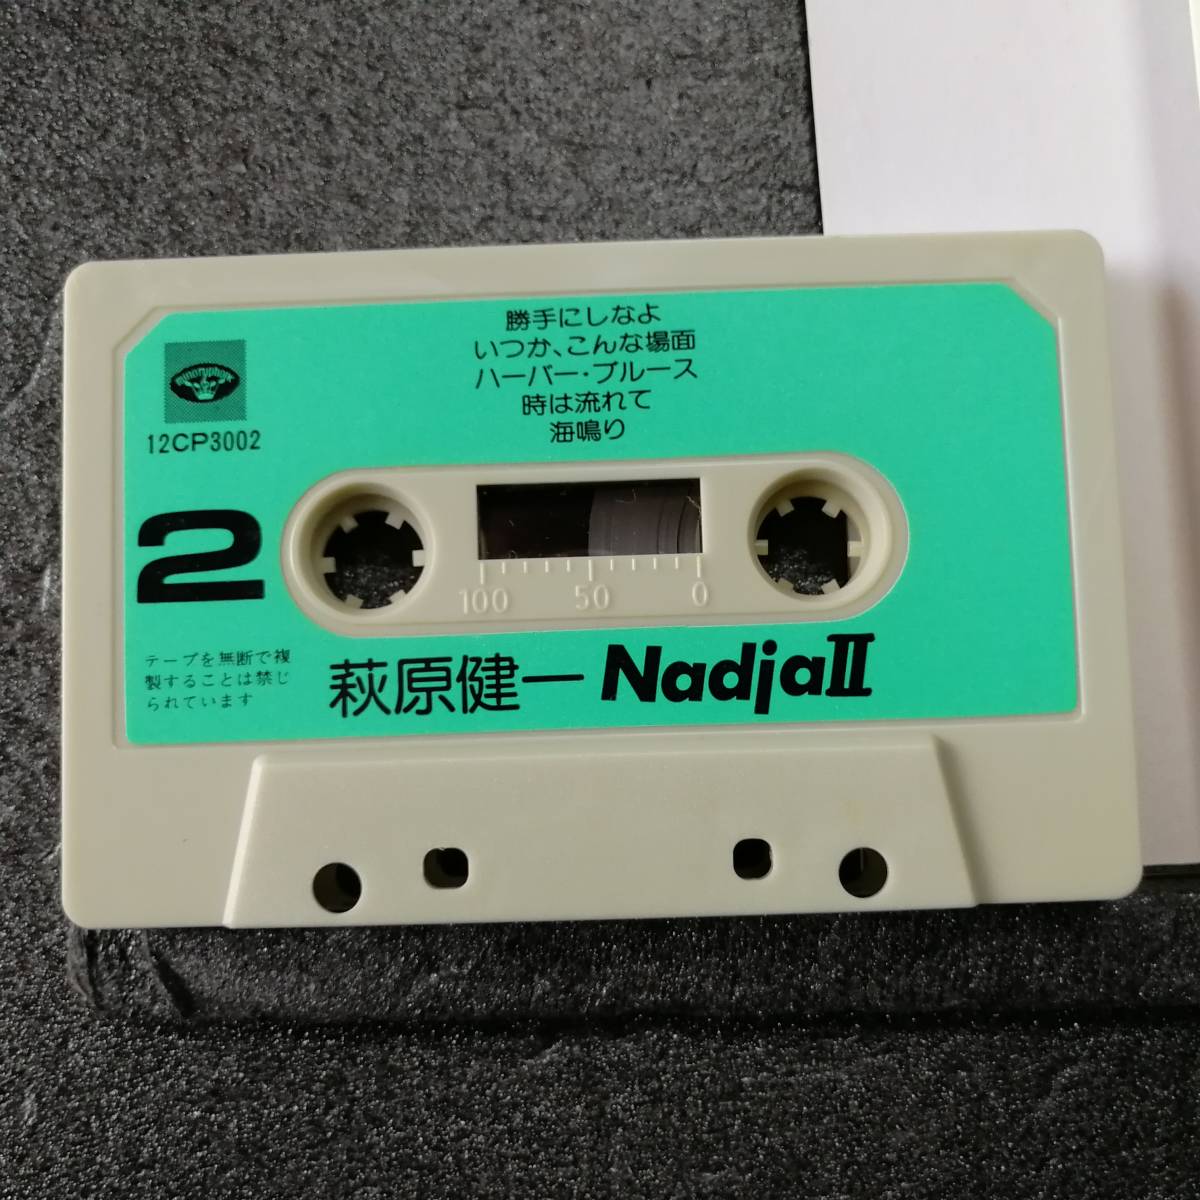 勝手にしなよ
いつか、こんな場面
ハーバー・ブルース
時は流れて
海鳴り
minoruphone
12CP3002
2
100 50 0
テープを無断で複
製することは禁じ
られています
萩原健一 NadjaⅡ